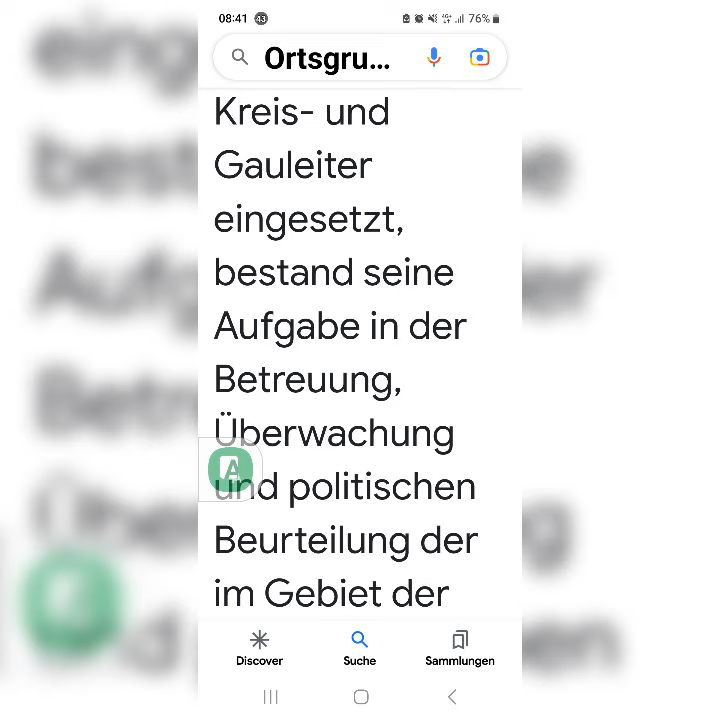 08:41 43 76%
Ortsgru...
Kreis- und
Gauleiter
eingesetzt,
bestand seine
Aufgabe in der
Betreuung,
Überwachung
und politischen
Beurteilung der
im Gebiet der
Discover Suche Sammlungen